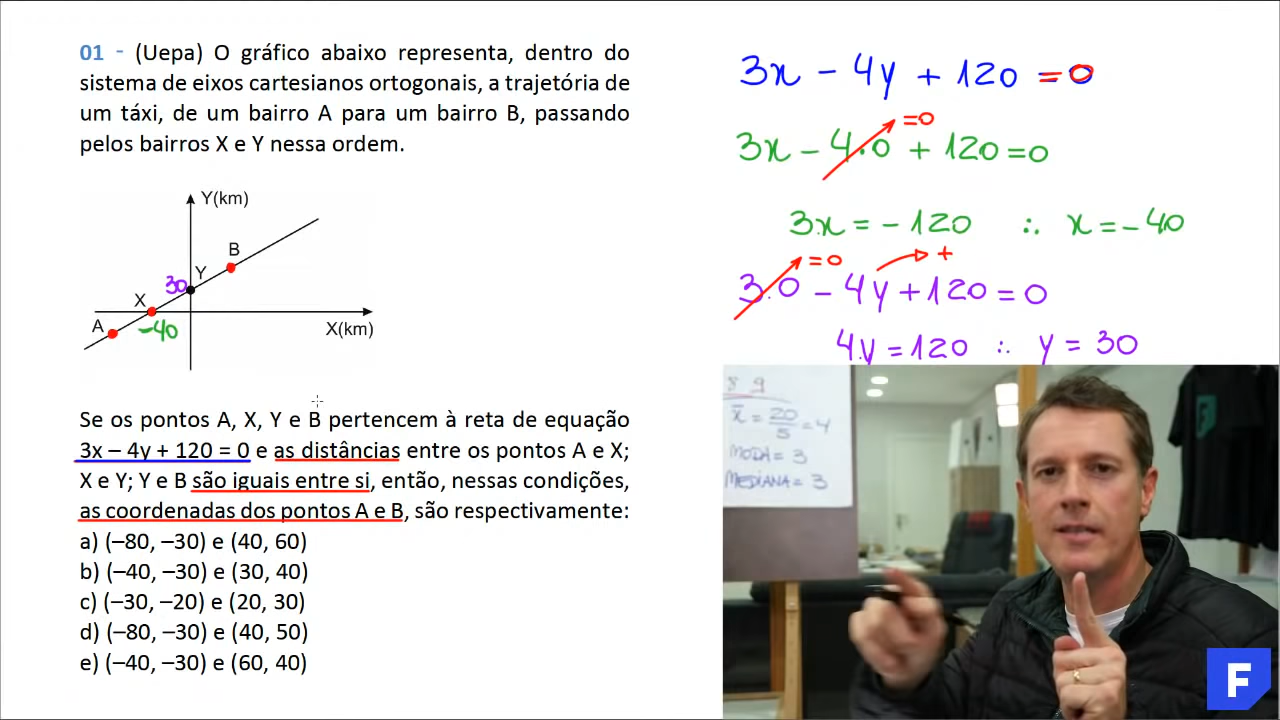 01 - (Uepa) O gráfico abaixo representa, dentro do
sistema de eixos cartesianos ortogonais, a trajetória de
um táxi, de um bairro A para um bairro B, passando
pelos bairros X e Y nessa ordem.
Y(km)
B
Y
30
X
A
-40
X(km)
Se os pontos A, X, Y e B pertencem à reta de equação
3x – 4y + 120 = 0 e as distâncias entre os pontos A e X;
X e Y; Y e B são iguais entre si, então, nessas condições,
as coordenadas dos pontos A e B, são respectivamente:
a) (–80, –30) e (40, 60)
b) (–40, –30) e (30, 40)
c) (–30, –20) e (20, 30)
d) (–80, –30) e (40, 50)
e) (–40, –30) e (60, 40)
3x - 4y + 120 = 0
=0
3x - 4.0 + 120 = 0
3x = -120 ∴ x = -40
=0 +
3.0 - 4y + 120 = 0
4y = 120 ∴ y = 30
8 9
x̄ = 20/5 = 4
MODA = 3
MEDIANA = 3
F